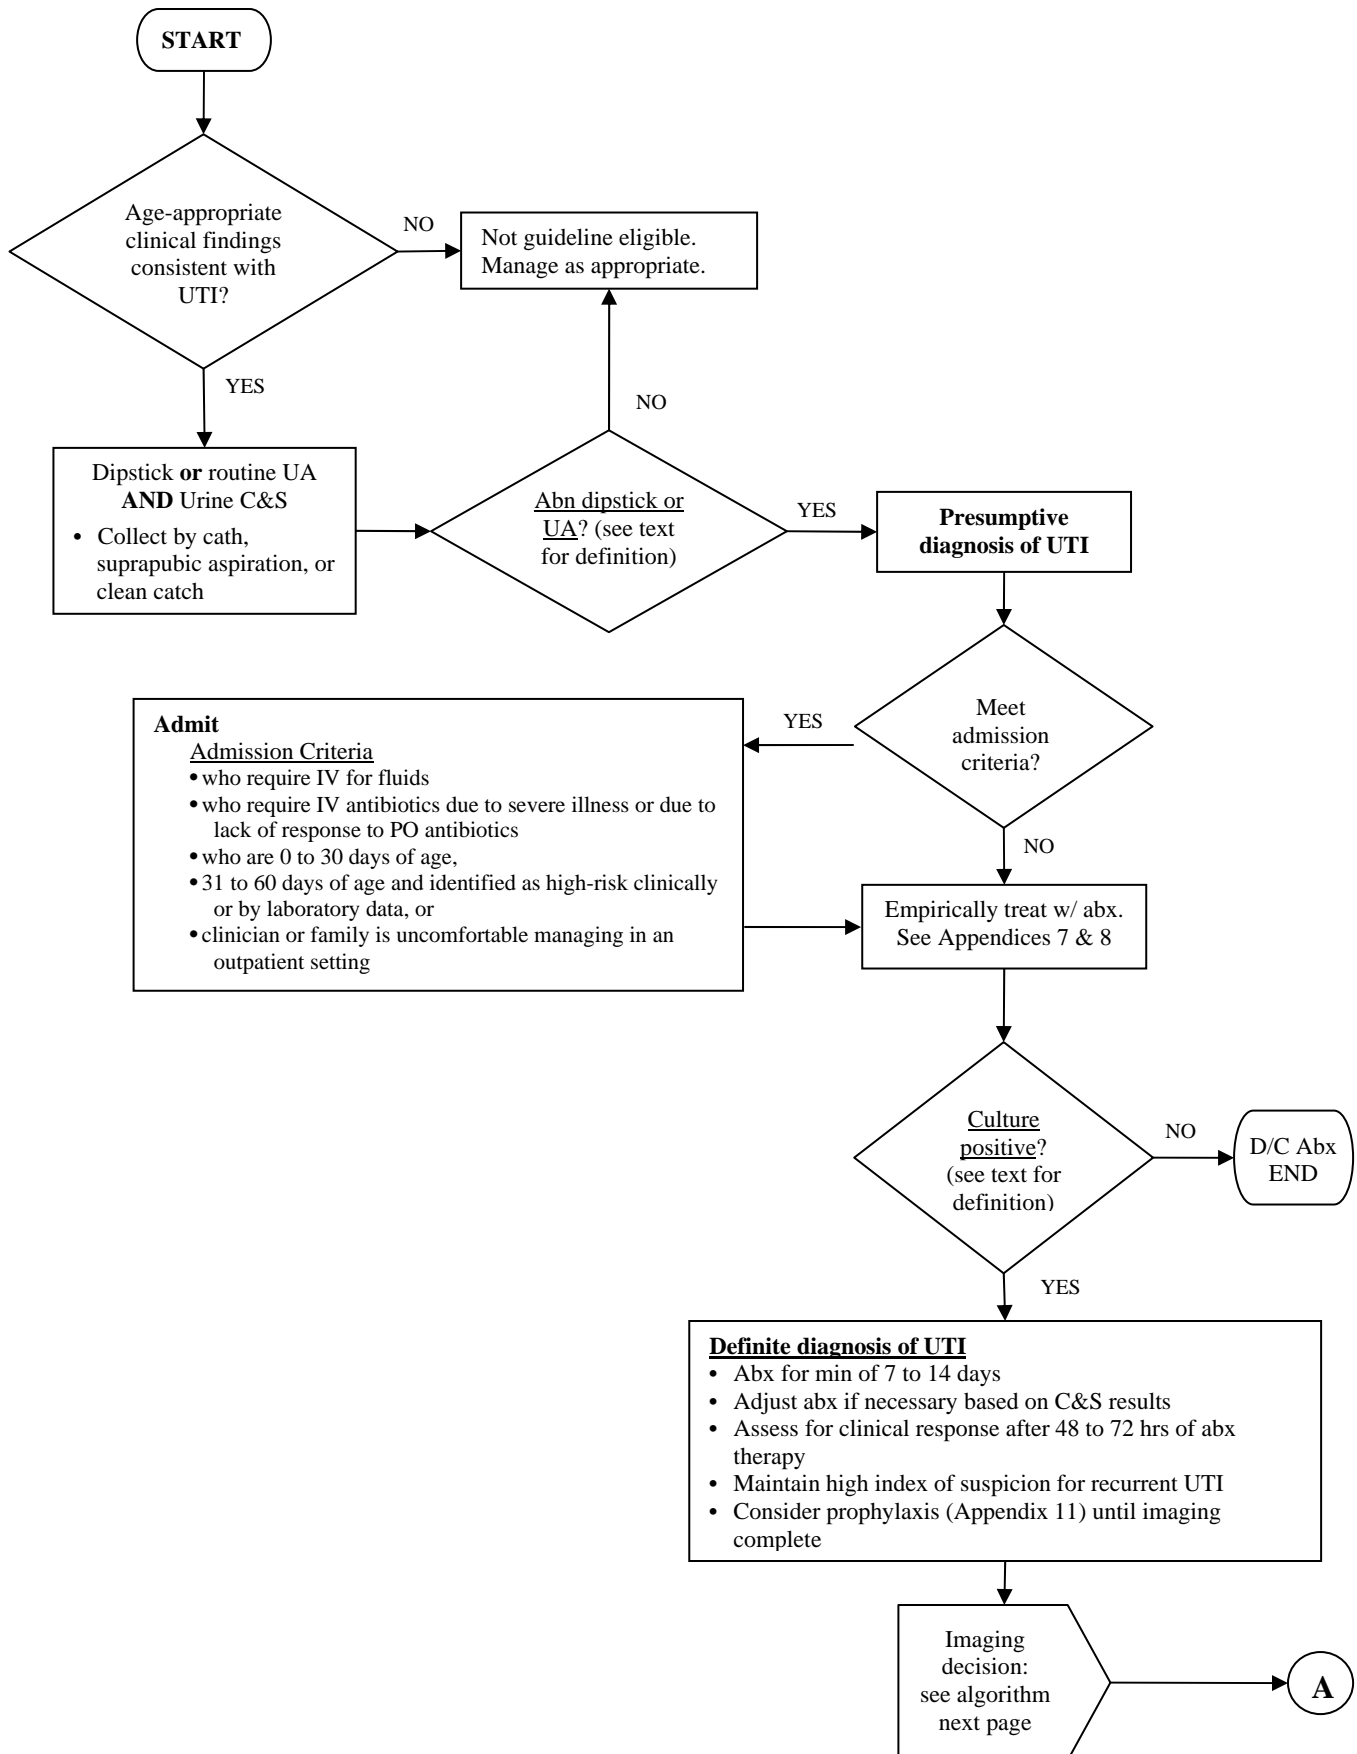 START
Age-appropriate
clinical findings
consistent with
UTI?
NO
Not guideline eligible.
Manage as appropriate.
YES
NO
Dipstick or routine UA
AND Urine C&S
• Collect by cath,
suprapubic aspiration, or
clean catch
Abn dipstick or
UA? (see text
for definition)
YES
Presumptive
diagnosis of UTI
Meet
admission
criteria?
YES
Admit
Admission Criteria
• who require IV for fluids
• who require IV antibiotics due to severe illness or due to
lack of response to PO antibiotics
• who are 0 to 30 days of age,
• 31 to 60 days of age and identified as high-risk clinically
or by laboratory data, or
• clinician or family is uncomfortable managing in an
outpatient setting
NO
Empirically treat w/ abx.
See Appendices 7 & 8
Culture
positive?
(see text for
definition)
NO
D/C Abx
END
YES
Definite diagnosis of UTI
• Abx for min of 7 to 14 days
• Adjust abx if necessary based on C&S results
• Assess for clinical response after 48 to 72 hrs of abx
therapy
• Maintain high index of suspicion for recurrent UTI
• Consider prophylaxis (Appendix 11) until imaging
complete
Imaging
decision:
see algorithm
next page
A